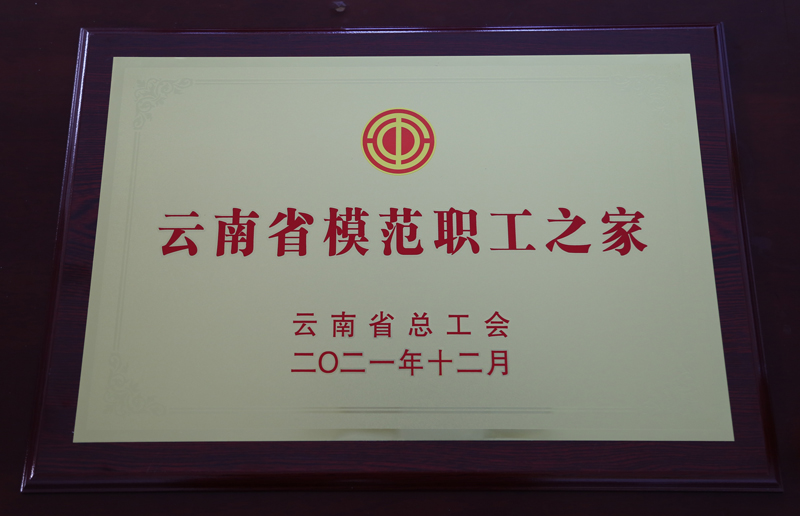 云南省模范职工之家
云南省总工会
二〇二一年十二月